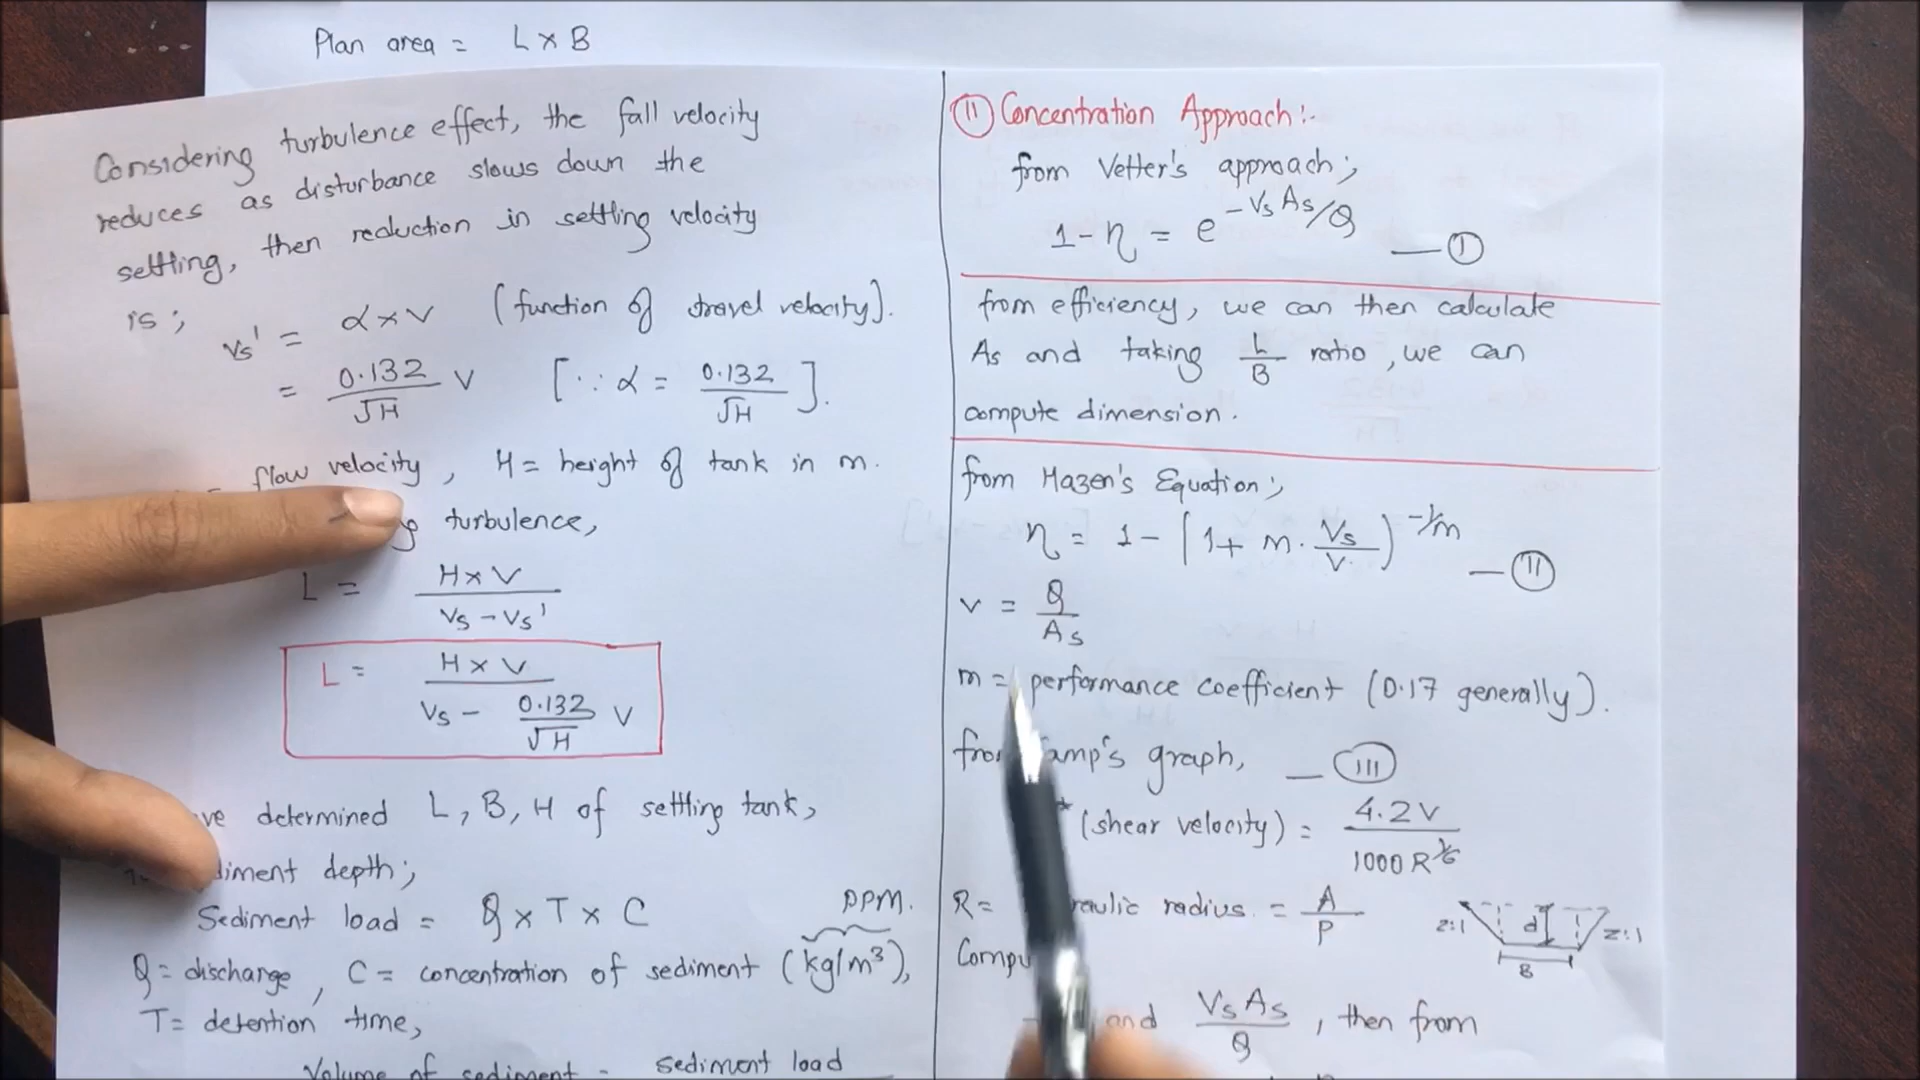 Plan area = L x B
Considering turbulence effect, the fall velocity
reduces as disturbance slows down the
settling, then reduction in settling velocity
is;
Vs' = α x V (function of travel velocity).
= 0.132/√H V [∵ α = 0.132/√H ].
flow velocity, H = height of tank in m.
turbulence,
L = H x V / Vs - Vs'
L = H x V / Vs - 0.132/√H V
determined L, B, H of settling tank,
depth;
Sediment load = Q x T x C
PPM.
Q = discharge, C = concentration of sediment (kg/m³),
T = detention time,
Volume of sediment = sediment load
(II) Concentration Approach:-
from Vetter's approach;
1 - η = e^(-Vs As/Q) — (I)
from efficiency, we can then calculate
As and taking L/B ratio, we can
compute dimension.
from Hazen's Equation;
η = 1 - (1 + m. Vs/V.)^(-1/m) — (II)
v = Q/As
m = performance coefficient (0.17 generally).
graph, — (III)
(shear velocity) = 4.2 V / 1000 R^(1/6)
R = radius = A/P
z:1 d z:1
B
and Vs As/Q, then from